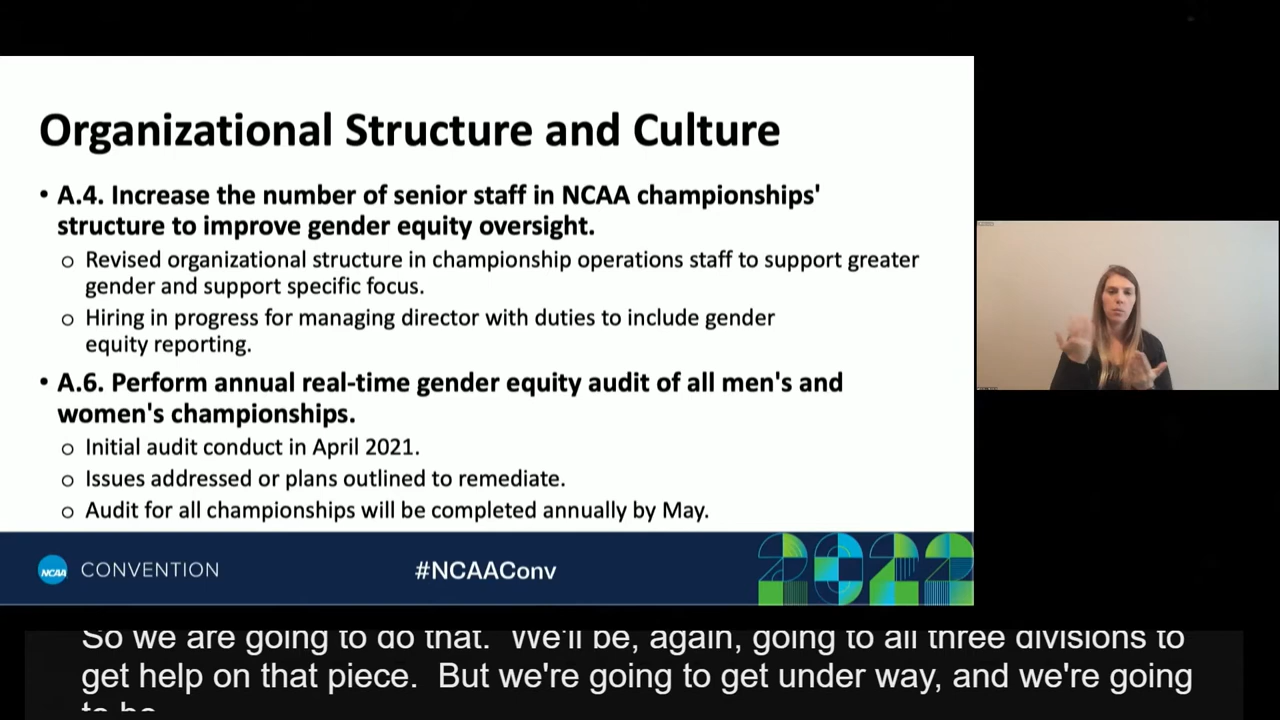 Organizational Structure and Culture
• A.4. Increase the number of senior staff in NCAA championships'
structure to improve gender equity oversight.
o Revised organizational structure in championship operations staff to support greater
gender and support specific focus.
o Hiring in progress for managing director with duties to include gender
equity reporting.
• A.6. Perform annual real-time gender equity audit of all men's and
women's championships.
o Initial audit conduct in April 2021.
o Issues addressed or plans outlined to remediate.
o Audit for all championships will be completed annually by May.
NCAA CONVENTION
#NCAAConv
2022
So we are going to do that. We'll be, again, going to all three divisions to
get help on that piece. But we're going to get under way, and we're going
to be